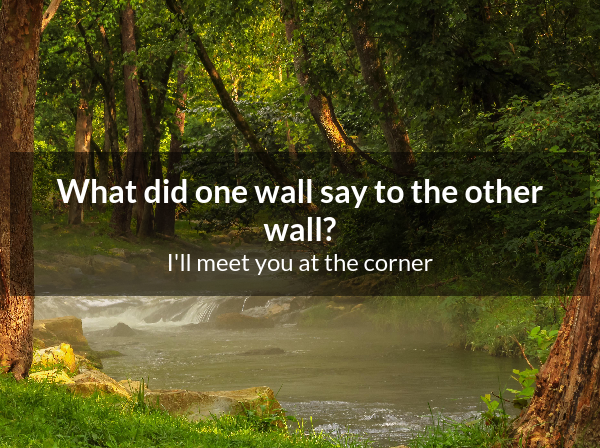 What did one wall say to the other
wall?
I'll meet you at the corner